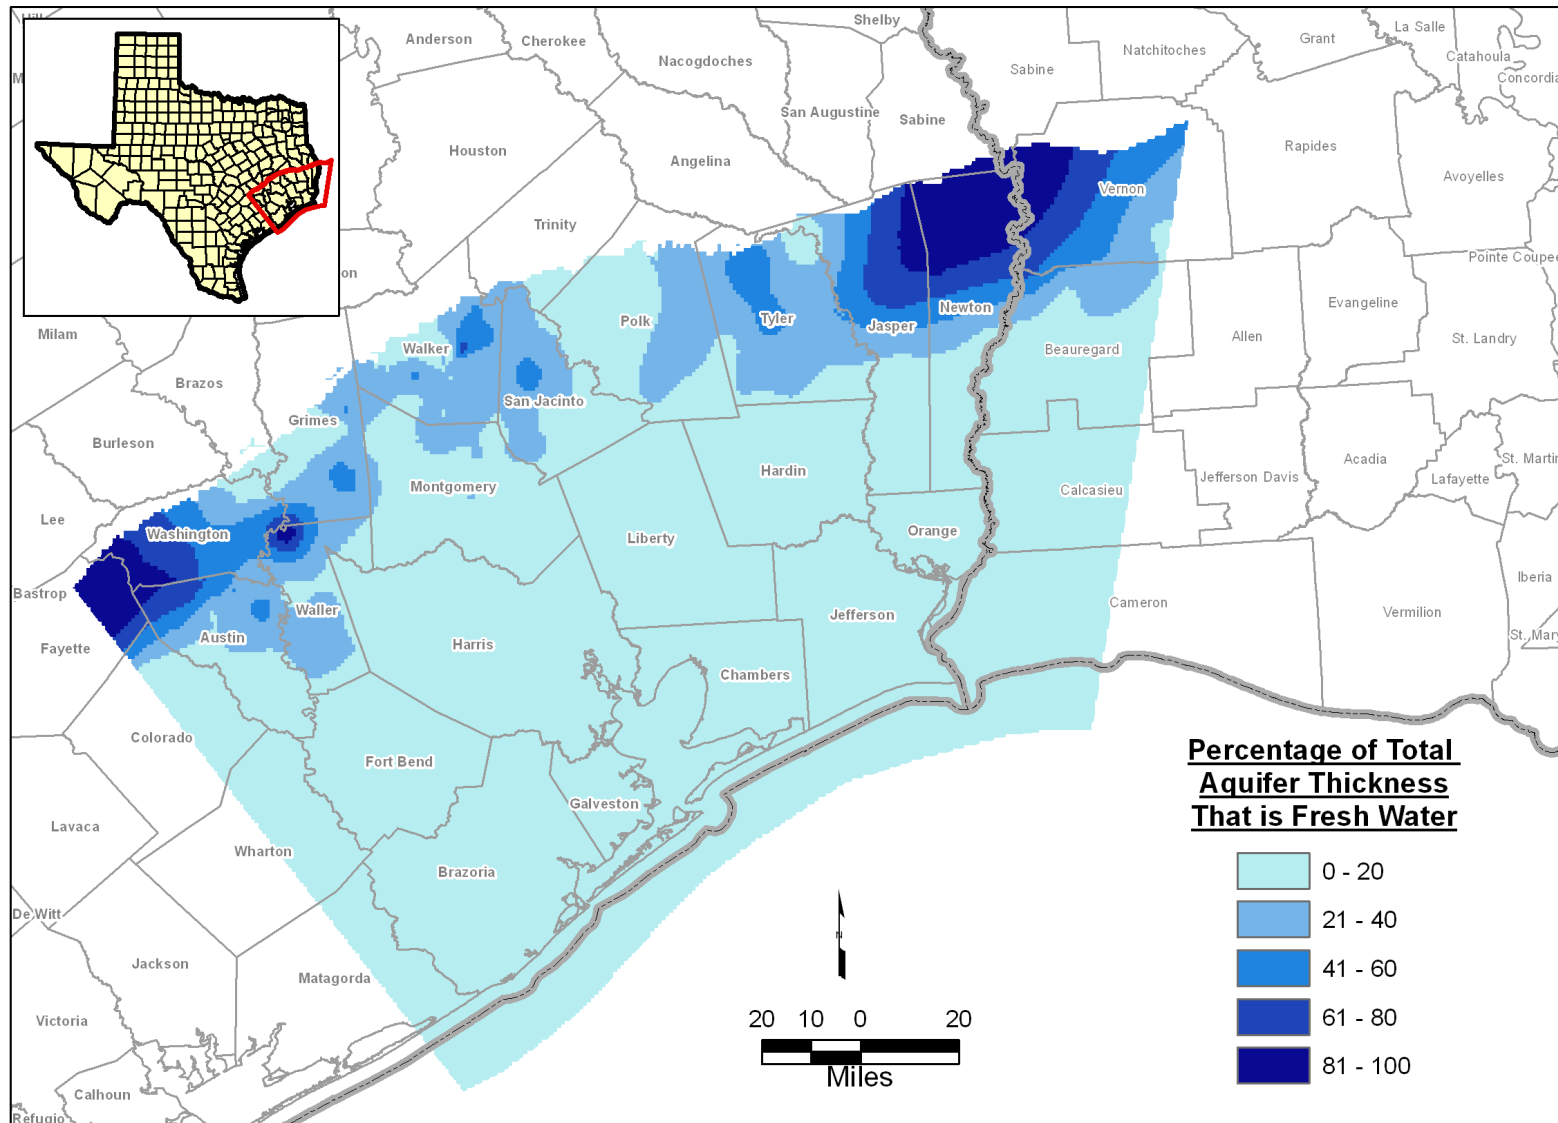 Shelby
Anderson
Cherokee
Nacogdoches
Sabine
Natchitoches
Grant
La Salle
Catahoula
Concordia
San Augustine
Sabine
Houston
Angelina
Rapides
Avoyelles
Vernon
Trinity
Pointe Coupee
Evangeline
Milam
Polk
Tyler
Jasper
Newton
Walker
Beauregard
Allen
St. Landry
Brazos
San Jacinto
Grimes
Burleson
Hardin
Montgomery
Calcasieu
Jefferson Davis
Acadia
Lafayette
St. Martin
Lee
Washington
Liberty
Orange
Bastrop
Waller
Jefferson
Cameron
Vermilion
Iberia
Fayette
Austin
Harris
Chambers
St. Mary
Colorado
Fort Bend
Galveston
Lavaca
Wharton
Brazoria
De Witt
Jackson
Matagorda
Victoria
Calhoun
Refugio
Percentage of Total
Aquifer Thickness
That is Fresh Water
0 - 20
21 - 40
41 - 60
61 - 80
81 - 100
N
20 10 0 20
Miles